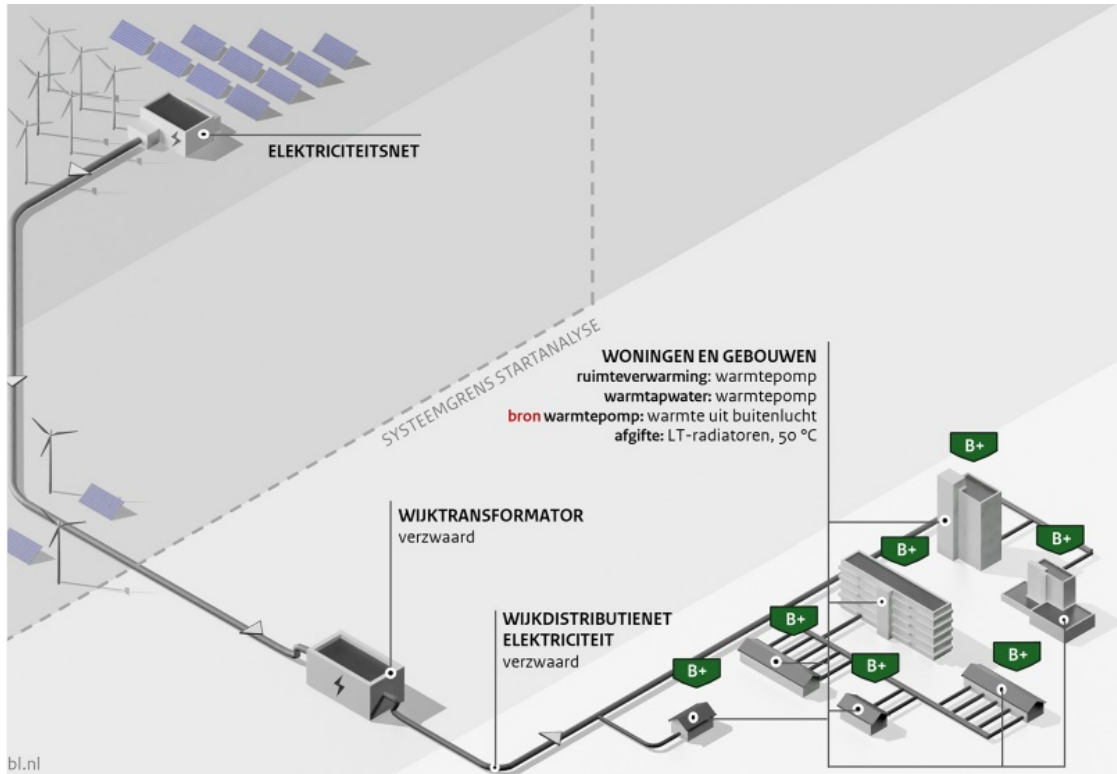 ELEKTRICITEITSNET
SYSTEEMGRENS STARTANALYSE
WONINGEN EN GEBOUWEN
ruimteverwarming: warmtepomp
warmtapwater: warmtepomp
bron warmtepomp: warmte uit buitenlucht
afgifte: LT-radiatoren, 50 °C
B+
B+
B+
WIJKTRANSFORMATOR
verzwaard
WIJKDISTRIBUTIENET
ELEKTRICITEIT
verzwaard
B+
B+
B+
B+
bl.nl